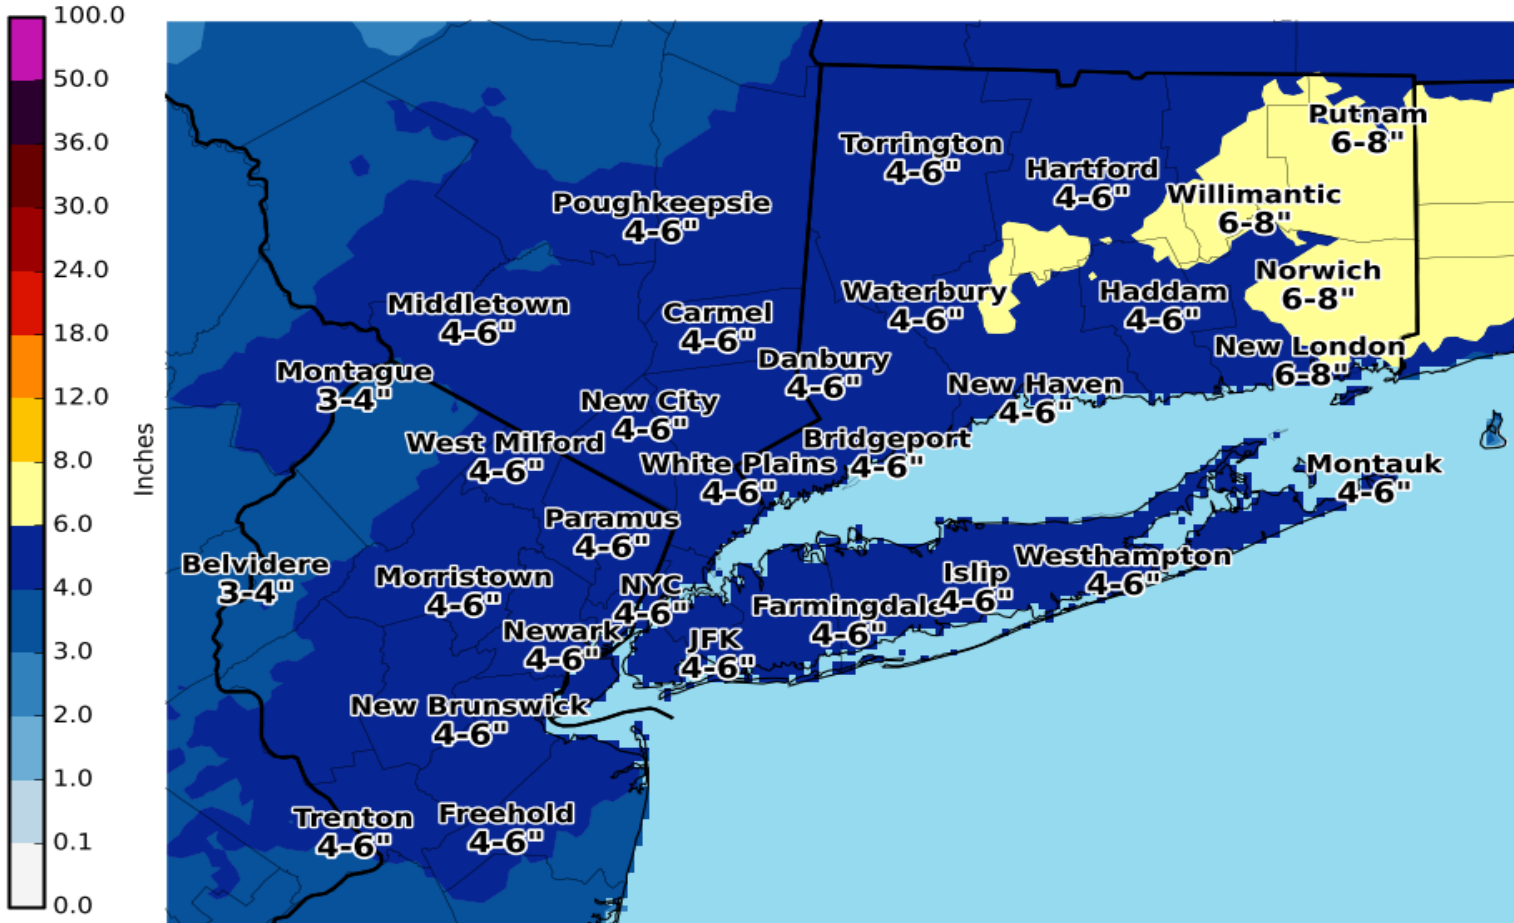 100.0
50.0
36.0
30.0
24.0
18.0
12.0
8.0
6.0
4.0
3.0
2.0
1.0
0.1
0.0
Inches
Putnam
6-8"
Torrington
4-6"
Hartford
4-6"
Willimantic
6-8"
Poughkeepsie
4-6"
Norwich
6-8"
Middletown
4-6"
Carmel
4-6"
Waterbury
4-6"
Haddam
4-6"
New London
6-8"
Montague
3-4"
Danbury
4-6"
New Haven
4-6"
New City
4-6"
West Milford
4-6"
White Plains
4-6"
Bridgeport
4-6"
Montauk
4-6"
Paramus
4-6"
Belvidere
3-4"
Morristown
4-6"
NYC
4-6"
Farmingdale
4-6"
Islip
4-6"
Westhampton
4-6"
Newark
4-6"
JFK
4-6"
New Brunswick
4-6"
Trenton
4-6"
Freehold
4-6"